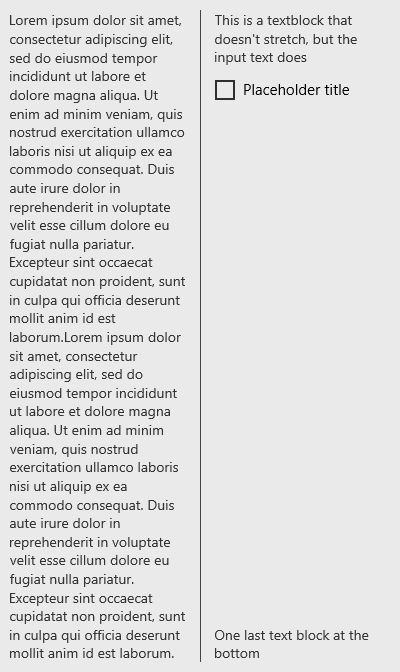 Lorem ipsum dolor sit amet,
consectetur adipiscing elit,
sed do eiusmod tempor
incididunt ut labore et
dolore magna aliqua. Ut
enim ad minim veniam, quis
nostrud exercitation ullamco
laboris nisi ut aliquip ex ea
commodo consequat. Duis
aute irure dolor in
reprehenderit in voluptate
velit esse cillum dolore eu
fugiat nulla pariatur.
Excepteur sint occaecat
cupidatat non proident, sunt
in culpa qui officia deserunt
mollit anim id est
laborum.Lorem ipsum dolor
sit amet, consectetur
adipiscing elit, sed do
eiusmod tempor incididunt
ut labore et dolore magna
aliqua. Ut enim ad minim
veniam, quis nostrud
exercitation ullamco laboris
nisi ut aliquip ex ea
commodo consequat. Duis
aute irure dolor in
reprehenderit in voluptate
velit esse cillum dolore eu
fugiat nulla pariatur.
Excepteur sint occaecat
cupidatat non proident, sunt
in culpa qui officia deserunt
mollit anim id est laborum.
This is a textblock that
doesn't stretch, but the
input text does
Placeholder title
One last text block at the
bottom